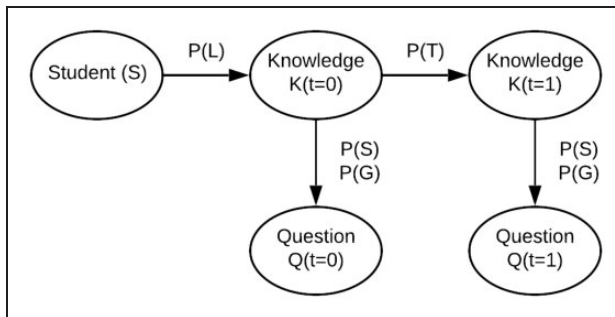 Student (S)
P(L)
Knowledge
K(t=0)
P(T)
Knowledge
K(t=1)
P(S)
P(G)
P(S)
P(G)
Question
Q(t=0)
Question
Q(t=1)